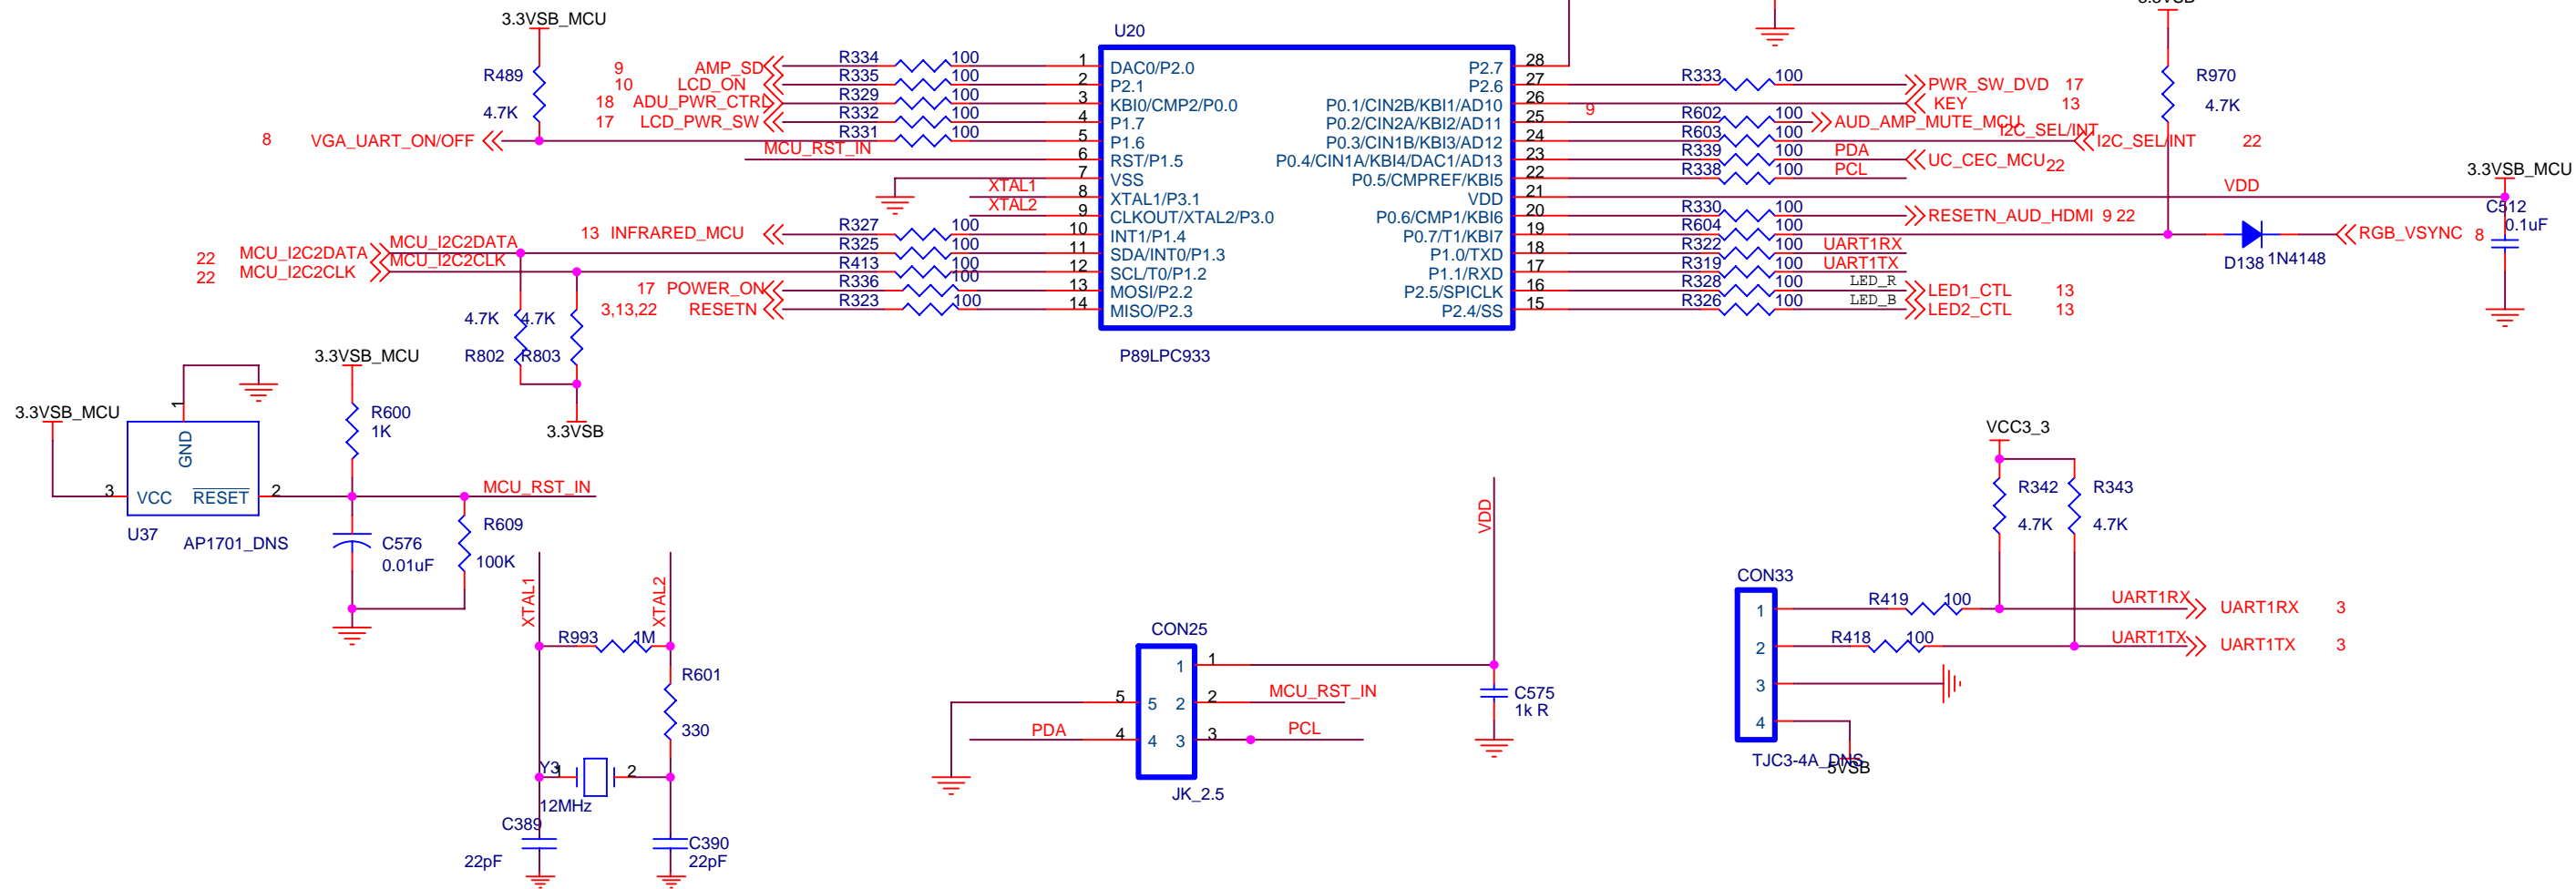 3.3VSB_MCU
R489
4.7K
8 VGA_UART_ON/OFF
9 AMP_SD
10 LCD_ON
18 ADU_PWR_CTRL
17 LCD_PWR_SW
MCU_RST_IN
XTAL1
XTAL2
13 INFRARED_MCU
22 MCU_I2C2DATA
22 MCU_I2C2CLK
MCU_I2C2DATA
MCU_I2C2CLK
17 POWER_ON
3,13,22 RESETN
R334 100
R335 100
R329 100
R332 100
R331 100
R327 100
R325 100
R413 100
R336 100
R323 100
4.7K 4.7K
R802 R803
3.3VSB
U20
1 DAC0/P2.0
2 P2.1
3 KBI0/CMP2/P0.0
4 P1.7
5 P1.6
6 RST/P1.5
7 VSS
8 XTAL1/P3.1
9 CLKOUT/XTAL2/P3.0
10 INT1/P1.4
11 SDA/INT0/P1.3
12 SCL/T0/P1.2
13 MOSI/P2.2
14 MISO/P2.3
P2.7 28
P2.6 27
P0.1/CIN2B/KBI1/AD10 26
P0.2/CIN2A/KBI2/AD11 25
P0.3/CIN1B/KBI3/AD12 24
P0.4/CIN1A/KBI4/DAC1/AD13 23
P0.5/CMPREF/KBI5 22
VDD 21
P0.6/CMP1/KBI6 20
P0.7/T1/KBI7 19
P1.0/TXD 18
P1.1/RXD 17
P2.5/SPICLK 16
P2.4/SS 15
P89LPC933
R333 100 PWR_SW_DVD 17
KEY 13
9
R602 100 AUD_AMP_MUTE_MCU
R603 100 I2C_SEL/INT
I2C_SEL/INT 22
R339 100 PDA UC_CEC_MCU 22
R338 100 PCL
VDD
R330 100 RESETN_AUD_HDMI 9 22
R604 100
R322 100 UART1RX
R319 100 UART1TX
R328 100 LED_R LED1_CTL 13
R326 100 LED_B LED2_CTL 13
R970
4.7K
D138 1N4148
RGB_VSYNC 8
3.3VSB_MCU
C512
0.1uF
3.3VSB_MCU
3.3VSB_MCU
R600
1K
1
GND
3 VCC
RESET 2
MCU_RST_IN
U37
AP1701_DNS
C576
0.01uF
R609
100K
XTAL1
XTAL2
R993 1M
R601
330
Y3
1 2
12MHz
C389
22pF
C390
22pF
CON25
1 1
5 5 2 2 MCU_RST_IN
PDA 4 4 3 3 PCL
JK_2.5
VDD
C575
1k R
VCC3_3
R342
4.7K
R343
4.7K
CON33
1
2
3
4
R419 100 UART1RX UART1RX 3
R418 100 UART1TX UART1TX 3
TJC3-4A_DNS
5VSB